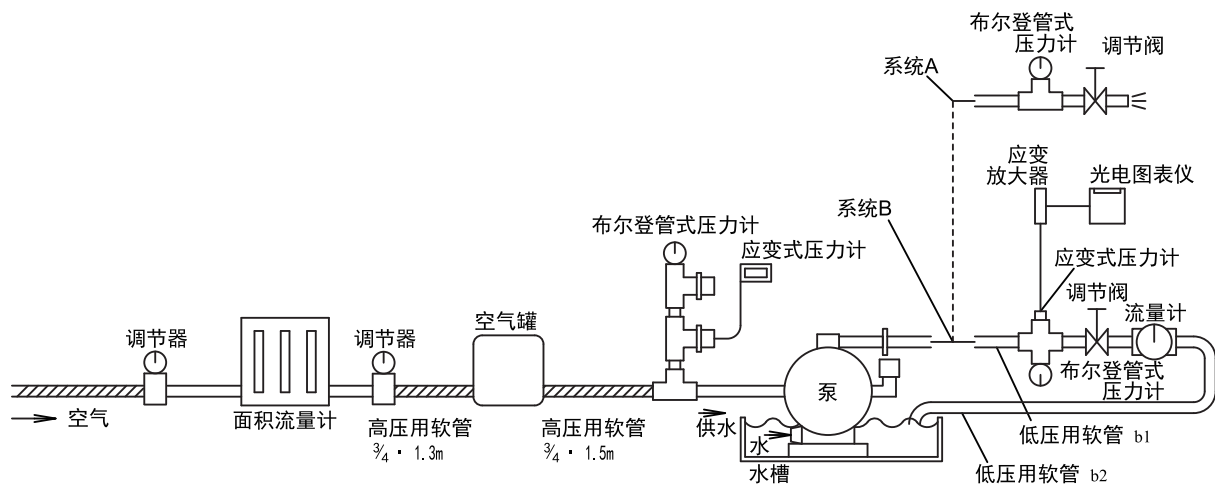 布尔登管式
压力计
调节阀
系统A
应变
放大器
光电图表仪
系统B
布尔登管式压力计
应变式压力计
应变式压力计
调节阀
流量计
空气罐
调节器
调节器
布尔登管式
压力计
泵
空气
面积流量计
高压用软管
¾ · 1.3m
高压用软管
¾ · 1.5m
供水
水
水槽
低压用软管 b1
低压用软管 b2